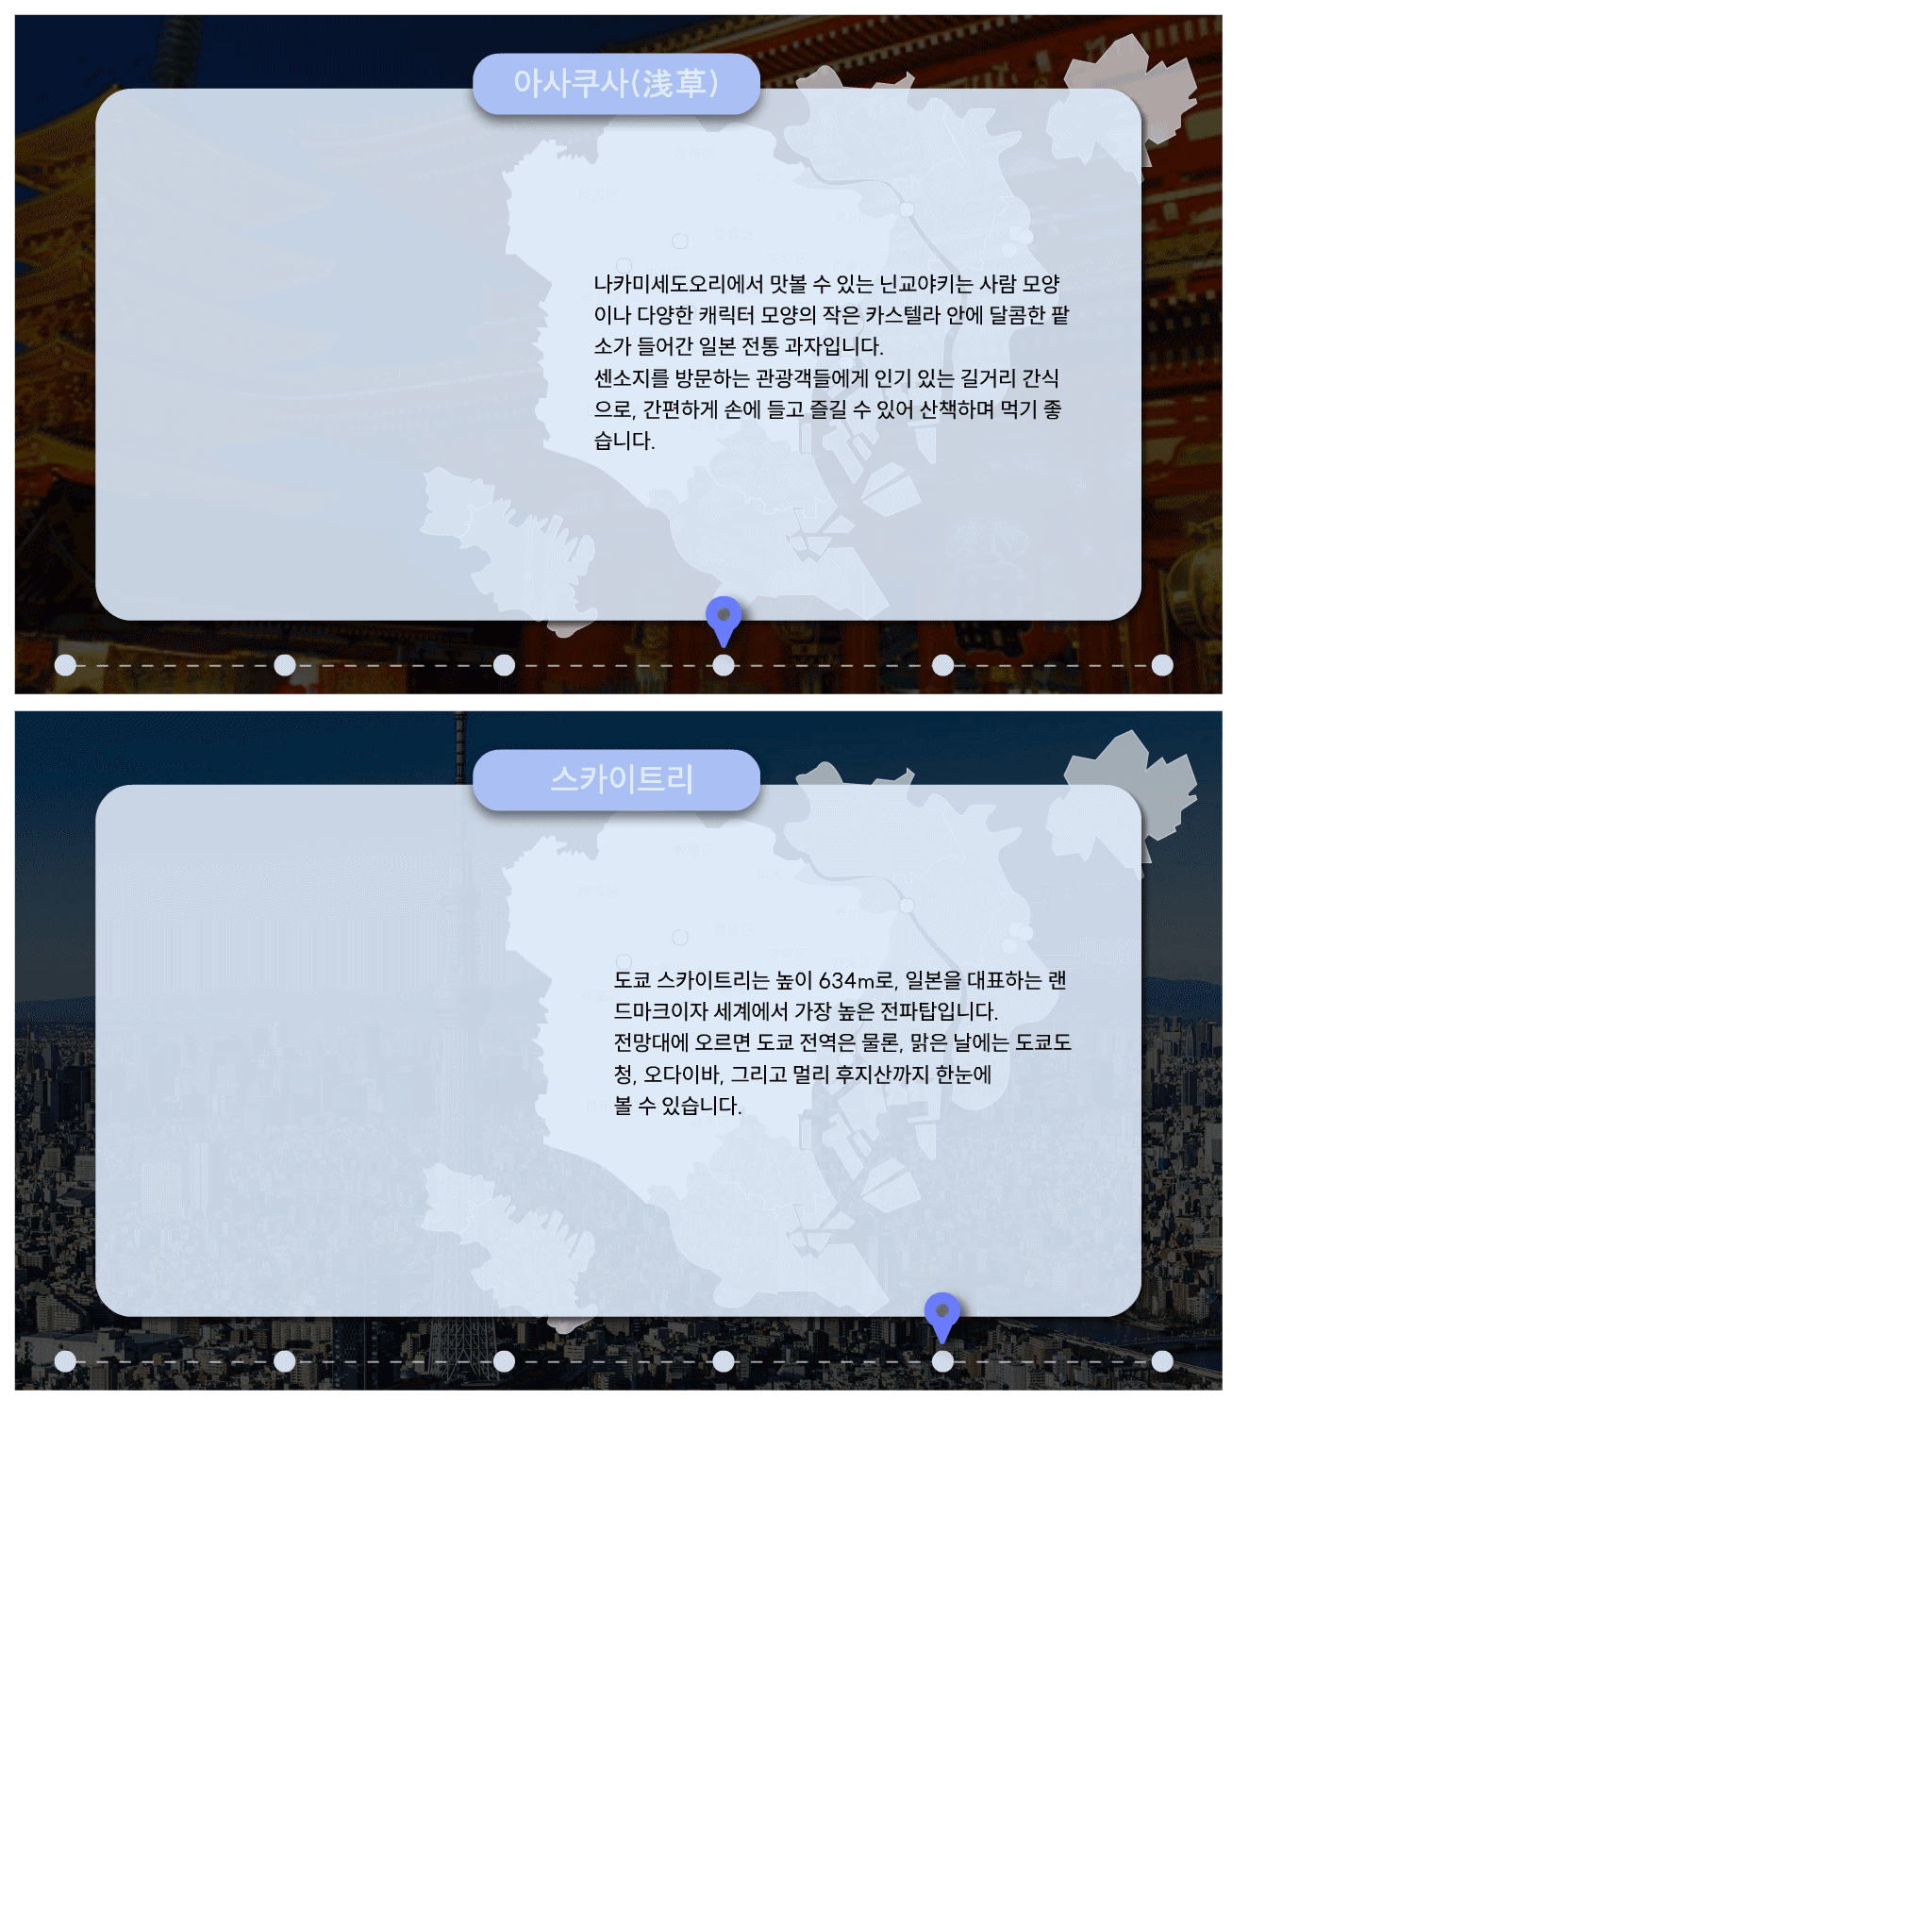 아사쿠사(浅草)
나카미세도오리에서 맛볼 수 있는 닌교야키는 사람 모양
이나 다양한 캐릭터 모양의 작은 카스텔라 안에 달콤한 팥
소가 들어간 일본 전통 과자입니다.
센소지를 방문하는 관광객들에게 인기 있는 길거리 간식
으로, 간편하게 손에 들고 즐길 수 있어 산책하며 먹기 좋
습니다.
스카이트리
도쿄 스카이트리는 높이 634m로, 일본을 대표하는 랜
드마크이자 세계에서 가장 높은 전파탑입니다.
전망대에 오르면 도쿄 전역은 물론, 맑은 날에는 도쿄도
청, 오다이바, 그리고 멀리 후지산까지 한눈에
볼 수 있습니다.